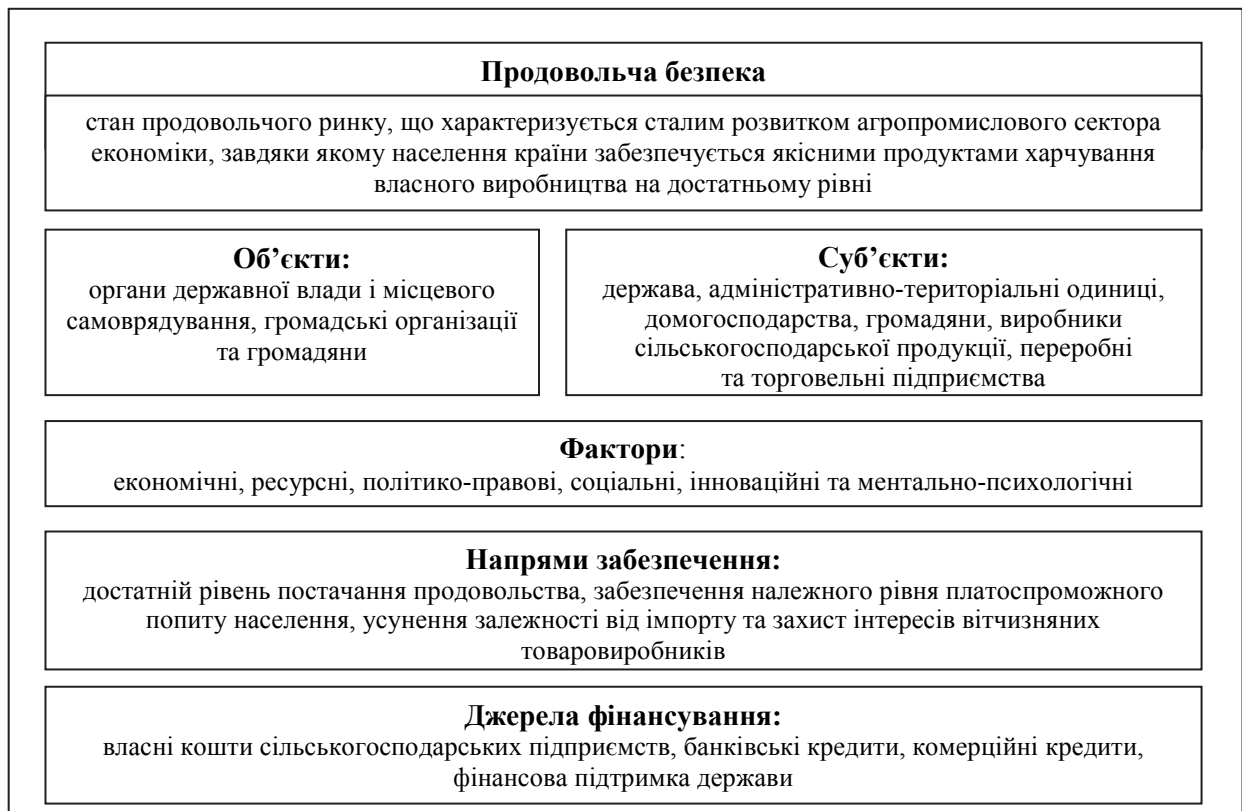 Продовольча безпека
стан продовольчого ринку, що характеризується сталим розвитком агропромислового сектора
економіки, завдяки якому населення країни забезпечується якісними продуктами харчування
власного виробництва на достатньому рівні
Об’єкти:
органи державної влади і місцевого
самоврядування, громадські організації
та громадяни
Суб’єкти:
держава, адміністративно-територіальні одиниці,
домогосподарства, громадяни, виробники
сільськогосподарської продукції, переробні
та торговельні підприємства
Фактори:
економічні, ресурсні, політико-правові, соціальні, інноваційні та ментально-психологічні
Напрями забезпечення:
достатній рівень постачання продовольства, забезпечення належного рівня платоспроможного
попиту населення, усунення залежності від імпорту та захист інтересів вітчизняних
товаровиробників
Джерела фінансування:
власні кошти сільськогосподарських підприємств, банківські кредити, комерційні кредити,
фінансова підтримка держави